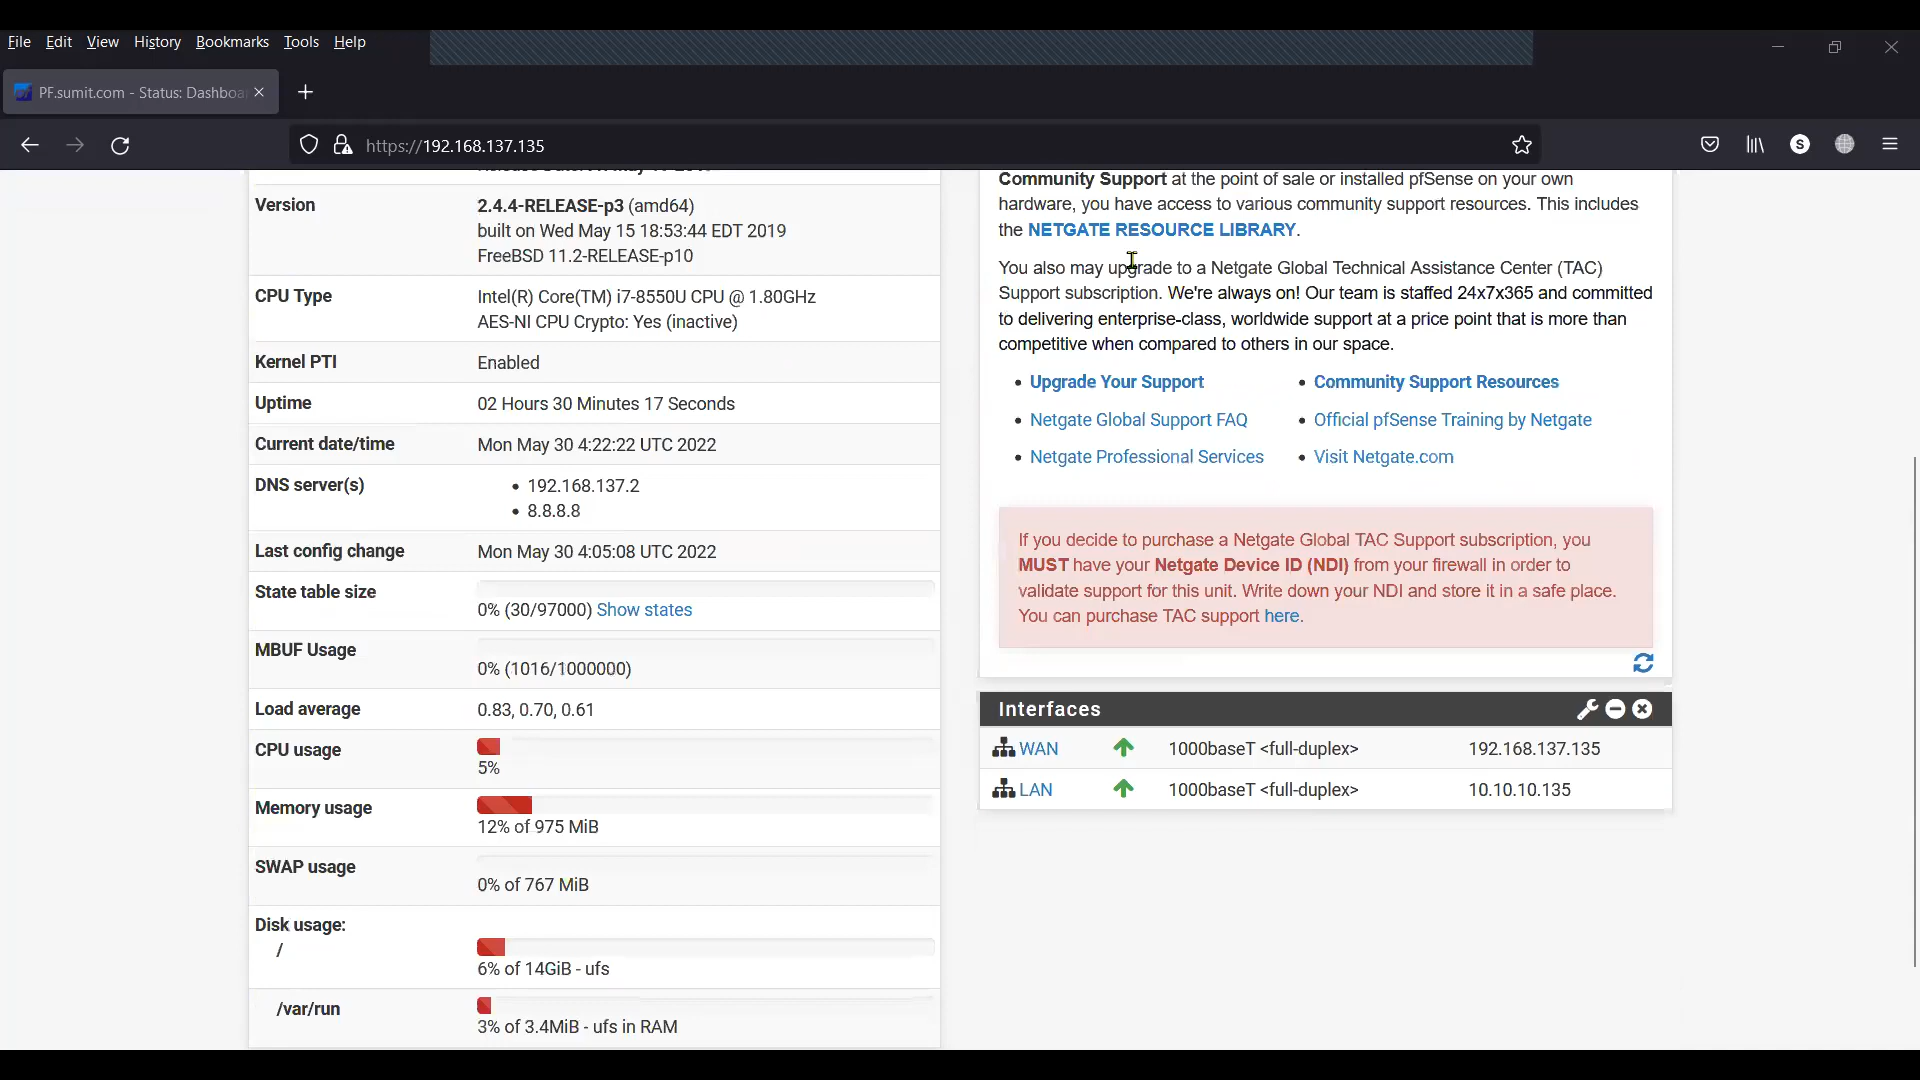 File Edit View History Bookmarks Tools Help
PF.sumit.com - Status: Dashboa
https://192.168.137.135
S
Version
2.4.4-RELEASE-p3 (amd64)
built on Wed May 15 18:53:44 EDT 2019
FreeBSD 11.2-RELEASE-p10
CPU Type
Intel(R) Core(TM) i7-8550U CPU @ 1.80GHz
AES-NI CPU Crypto: Yes (inactive)
Kernel PTI
Enabled
Uptime
02 Hours 30 Minutes 17 Seconds
Current date/time
Mon May 30 4:22:22 UTC 2022
DNS server(s)
• 192.168.137.2
• 8.8.8.8
Last config change
Mon May 30 4:05:08 UTC 2022
State table size
0% (30/97000) Show states
MBUF Usage
0% (1016/1000000)
Load average
0.83, 0.70, 0.61
CPU usage
5%
Memory usage
12% of 975 MiB
SWAP usage
0% of 767 MiB
Disk usage:
/
6% of 14GiB - ufs
/var/run
3% of 3.4MiB - ufs in RAM
Community Support at the point of sale or installed pfSense on your own
hardware, you have access to various community support resources. This includes
the NETGATE RESOURCE LIBRARY.
You also may upgrade to a Netgate Global Technical Assistance Center (TAC)
Support subscription. We're always on! Our team is staffed 24x7x365 and committed
to delivering enterprise-class, worldwide support at a price point that is more than
competitive when compared to others in our space.
• Upgrade Your Support
• Community Support Resources
• Netgate Global Support FAQ
• Official pfSense Training by Netgate
• Netgate Professional Services
• Visit Netgate.com
If you decide to purchase a Netgate Global TAC Support subscription, you
MUST have your Netgate Device ID (NDI) from your firewall in order to
validate support for this unit. Write down your NDI and store it in a safe place.
You can purchase TAC support here.
Interfaces
WAN 1000baseT <full-duplex> 192.168.137.135
LAN 1000baseT <full-duplex> 10.10.10.135